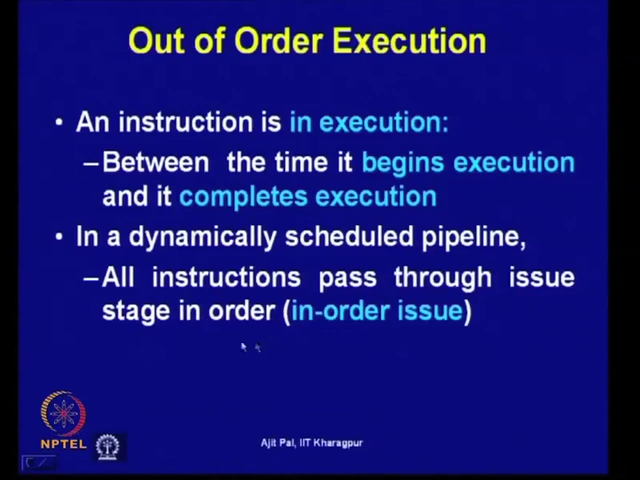 Out of Order Execution
• An instruction is in execution:
–Between the time it begins execution
and it completes execution
• In a dynamically scheduled pipeline,
–All instructions pass through issue
stage in order (in-order issue)
NPTEL
Ajit Pal, IIT Kharagpur